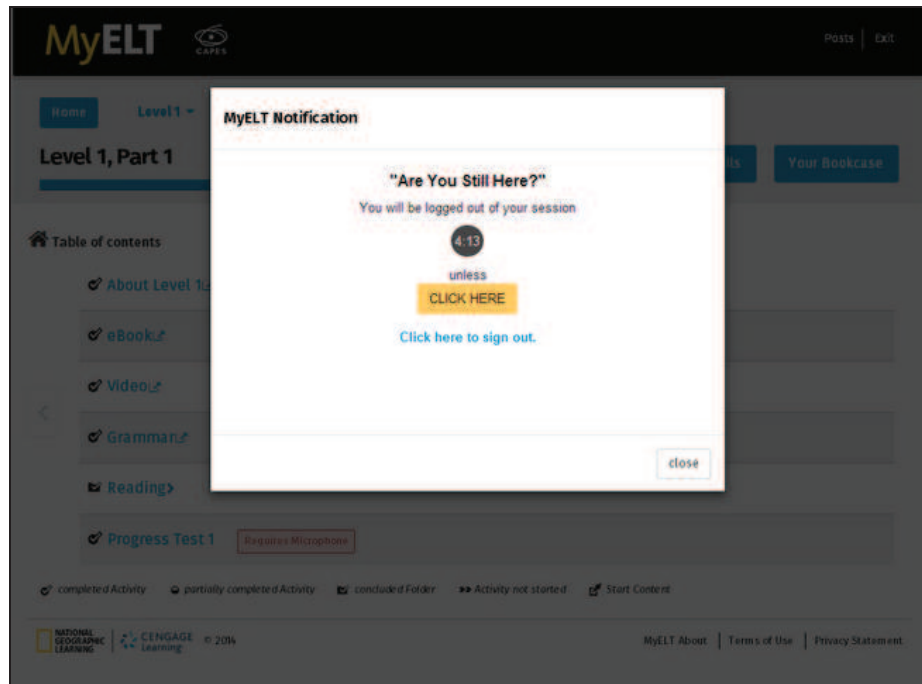 MyELT
CAPES
Posts | Exit
Home
Level 1
MyELT Notification
Level 1, Part 1
Your Bookcase
"Are You Still Here?"
You will be logged out of your session
4:13
unless
CLICK HERE
Click here to sign out.
close
Table of contents
About Level 1
eBook
Video
Grammar
Reading
Progress Test 1
Requires Microphone
completed Activity
partially completed Activity
concluded Folder
Activity not started
Start Content
NATIONAL
GEOGRAPHIC
LEARNING
CENGAGE
Learning
© 2014
MyELT About | Terms of Use | Privacy Statement